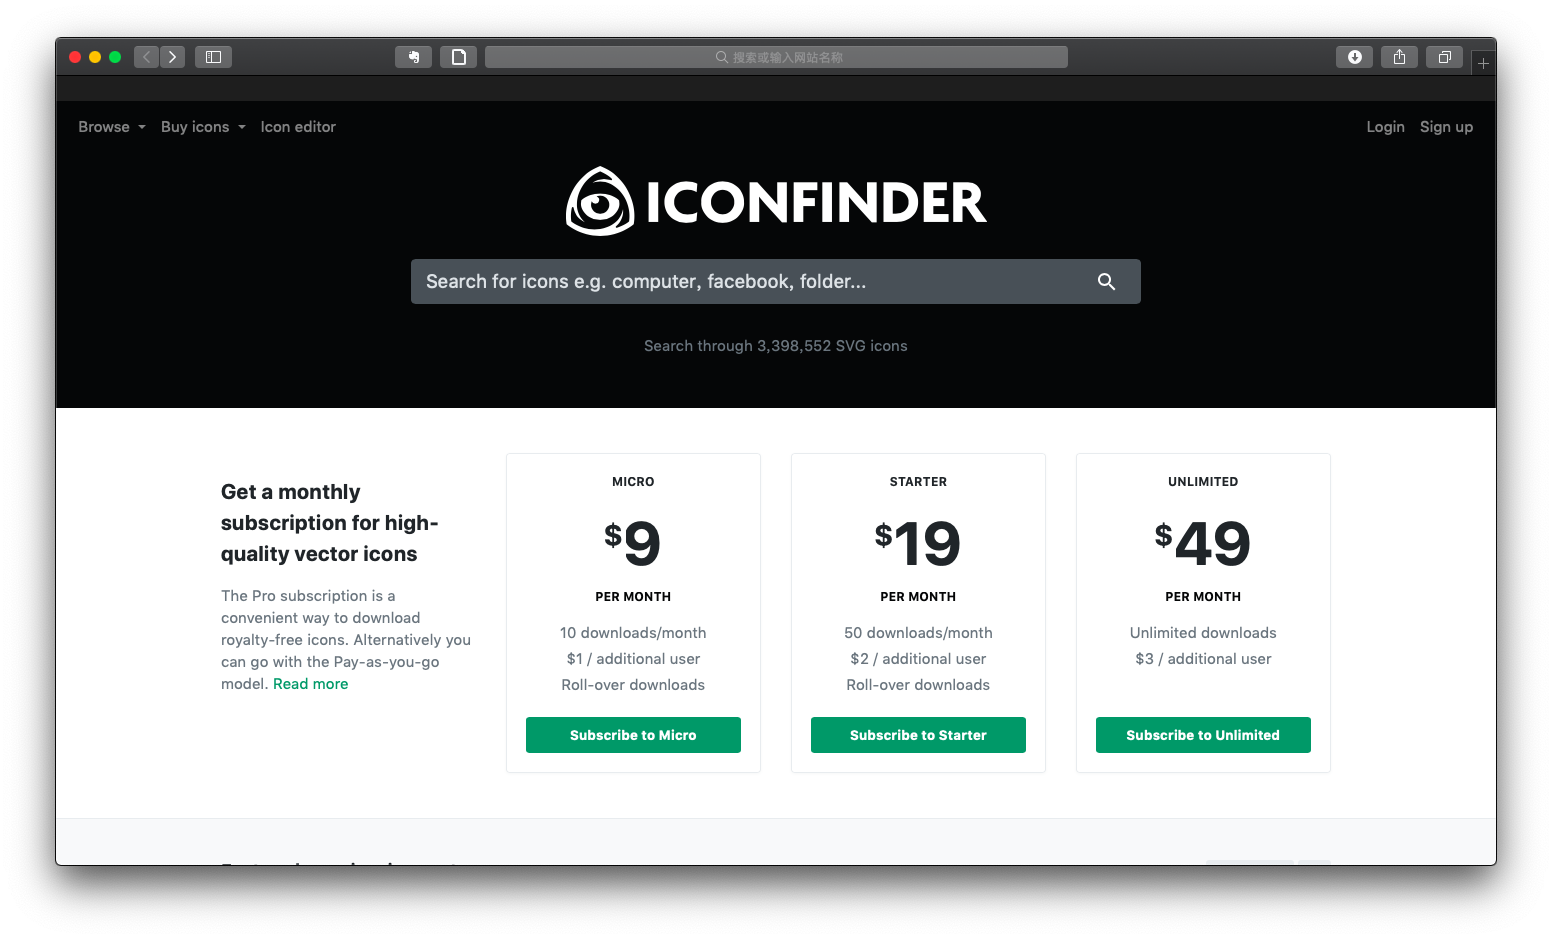 搜索或输入网站名称
Browse Buy icons Icon editor Login Sign up
ICONFINDER
Search for icons e.g. computer, facebook, folder...
Search through 3,398,552 SVG icons
Get a monthly
subscription for high-
quality vector icons
The Pro subscription is a
convenient way to download
royalty-free icons. Alternatively you
can go with the Pay-as-you-go
model. Read more
MICRO
$9
PER MONTH
10 downloads/month
$1 / additional user
Roll-over downloads
Subscribe to Micro
STARTER
$19
PER MONTH
50 downloads/month
$2 / additional user
Roll-over downloads
Subscribe to Starter
UNLIMITED
$49
PER MONTH
Unlimited downloads
$3 / additional user
Subscribe to Unlimited